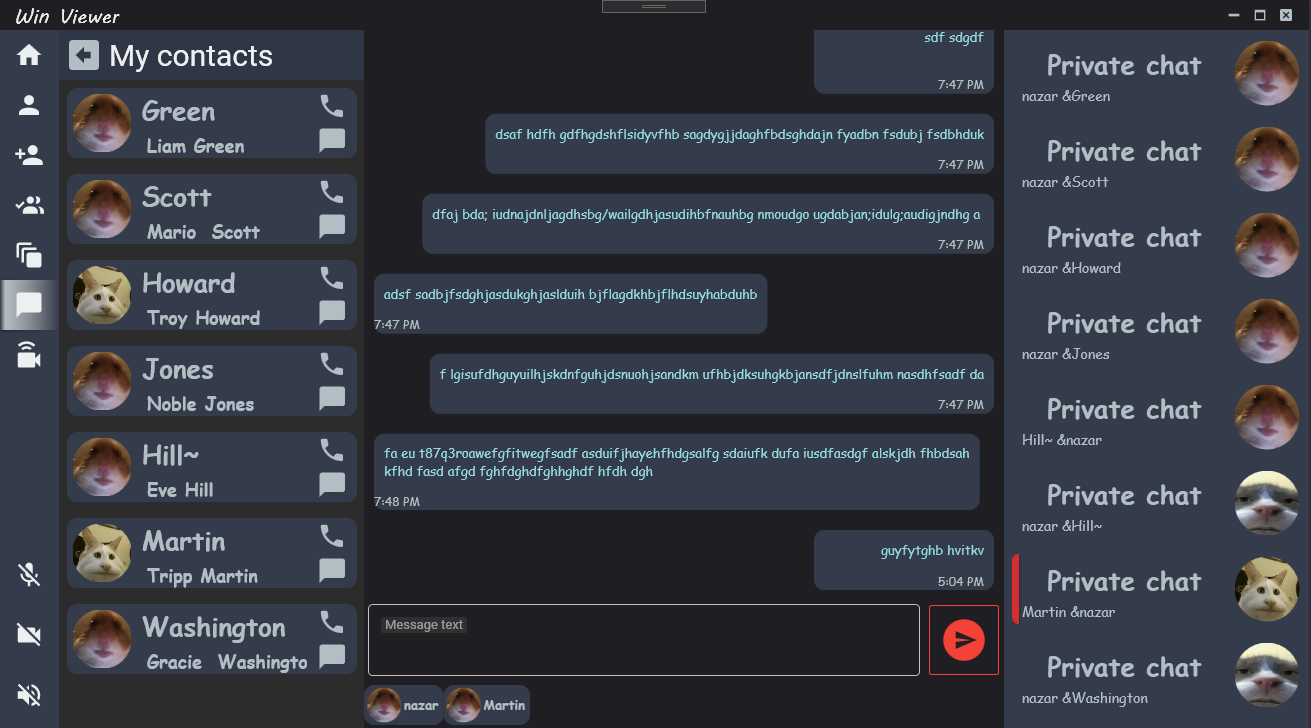 Win Viewer
My contacts
Green
Liam Green
Scott
Mario Scott
Howard
Troy Howard
Jones
Noble Jones
Hill~
Eve Hill
Martin
Tripp Martin
Washington
Gracie Washingto
sdf sdgdf
7:47 PM
dsaf hdfh gdfhgdshflsidyvfhb sagdygjjdaghfbdsghdajn fyadbn fsdubj fsdbhduk
7:47 PM
dfaj bda; iudnajdnljagdhsbg/wailgdhjasudihbfnauhbg nmoudgo ugdabjan;idulg;audigjndhg a
7:47 PM
adsf sadbjfsdghjasdukghjaslduih bjflagdkhbjflhdsuyhabduhb
7:47 PM
f lgisufdhguyuilhjskdnfguhjdsnuohjsandkm ufhbjdksuhgkbjansdfjdnslfuhm nasdhfsadf da
7:47 PM
fa eu t87q3roawefgfitwegfsadf asduifjhayehfhdgsalfg sdaiufk dufa iusdfasdgf alskjdh fhbdsah
kfhd fasd afgd fghfdghdfghhghdf hfdh dgh
7:48 PM
guyfytghb hvitkv
5:04 PM
Message text
nazar
Martin
Private chat
nazar &Green
Private chat
nazar &Scott
Private chat
nazar &Howard
Private chat
nazar &Jones
Private chat
Hill~ &nazar
Private chat
nazar &Hill~
Private chat
Martin &nazar
Private chat
nazar &Washington